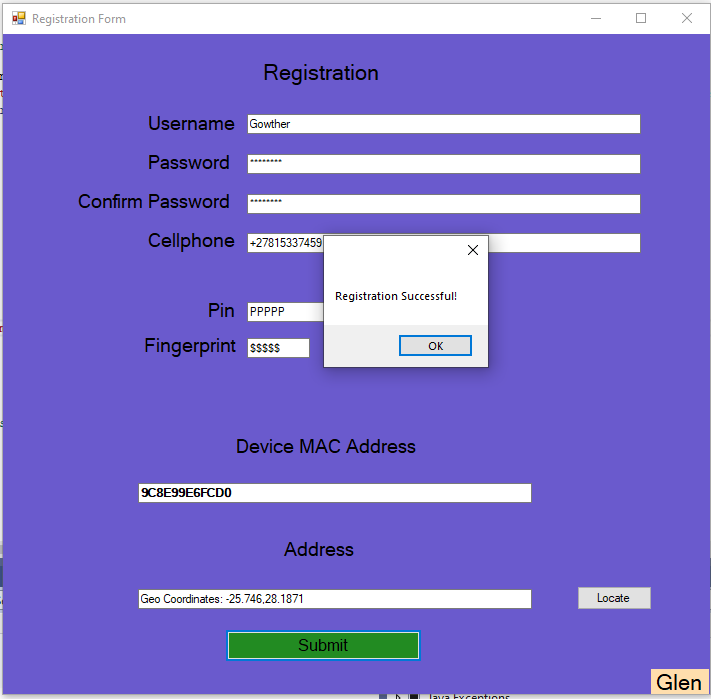 Registration Form
Registration
Username Gowther
Password ********
Confirm Password ********
Cellphone +27815337459
Registration Successful!
Pin PPPPP
OK
Fingerprint $$$$$
Device MAC Address
9C8E99E6FCD0
Address
Geo Coordinates: -25.746,28.1871
Locate
Submit
Glen
Java Exceptions